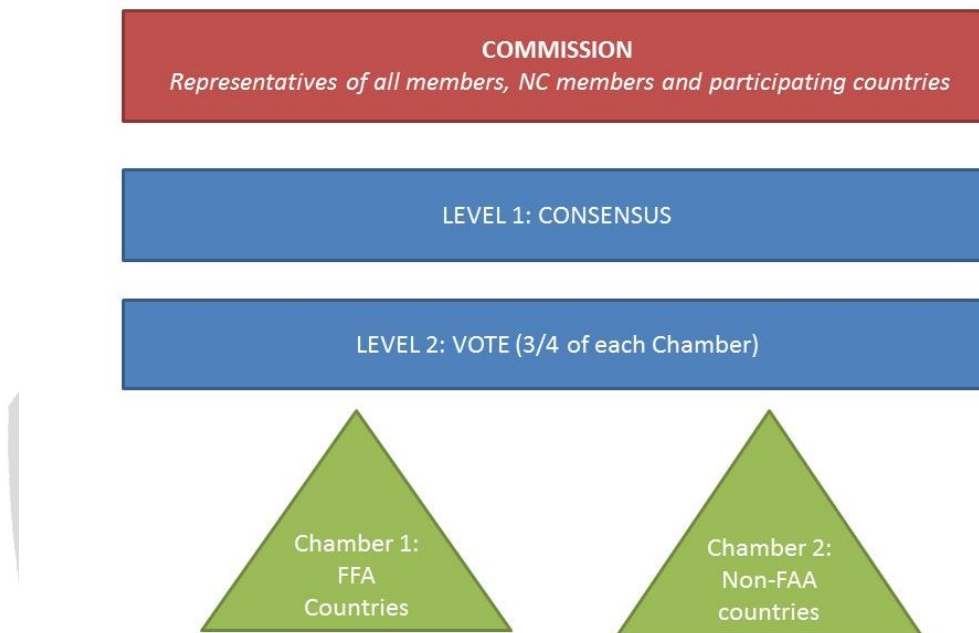 COMMISSION
Representatives of all members, NC members and participating countries
LEVEL 1: CONSENSUS
LEVEL 2: VOTE (3/4 of each Chamber)
Chamber 1:
FFA
Countries
Chamber 2:
Non-FAA
countries